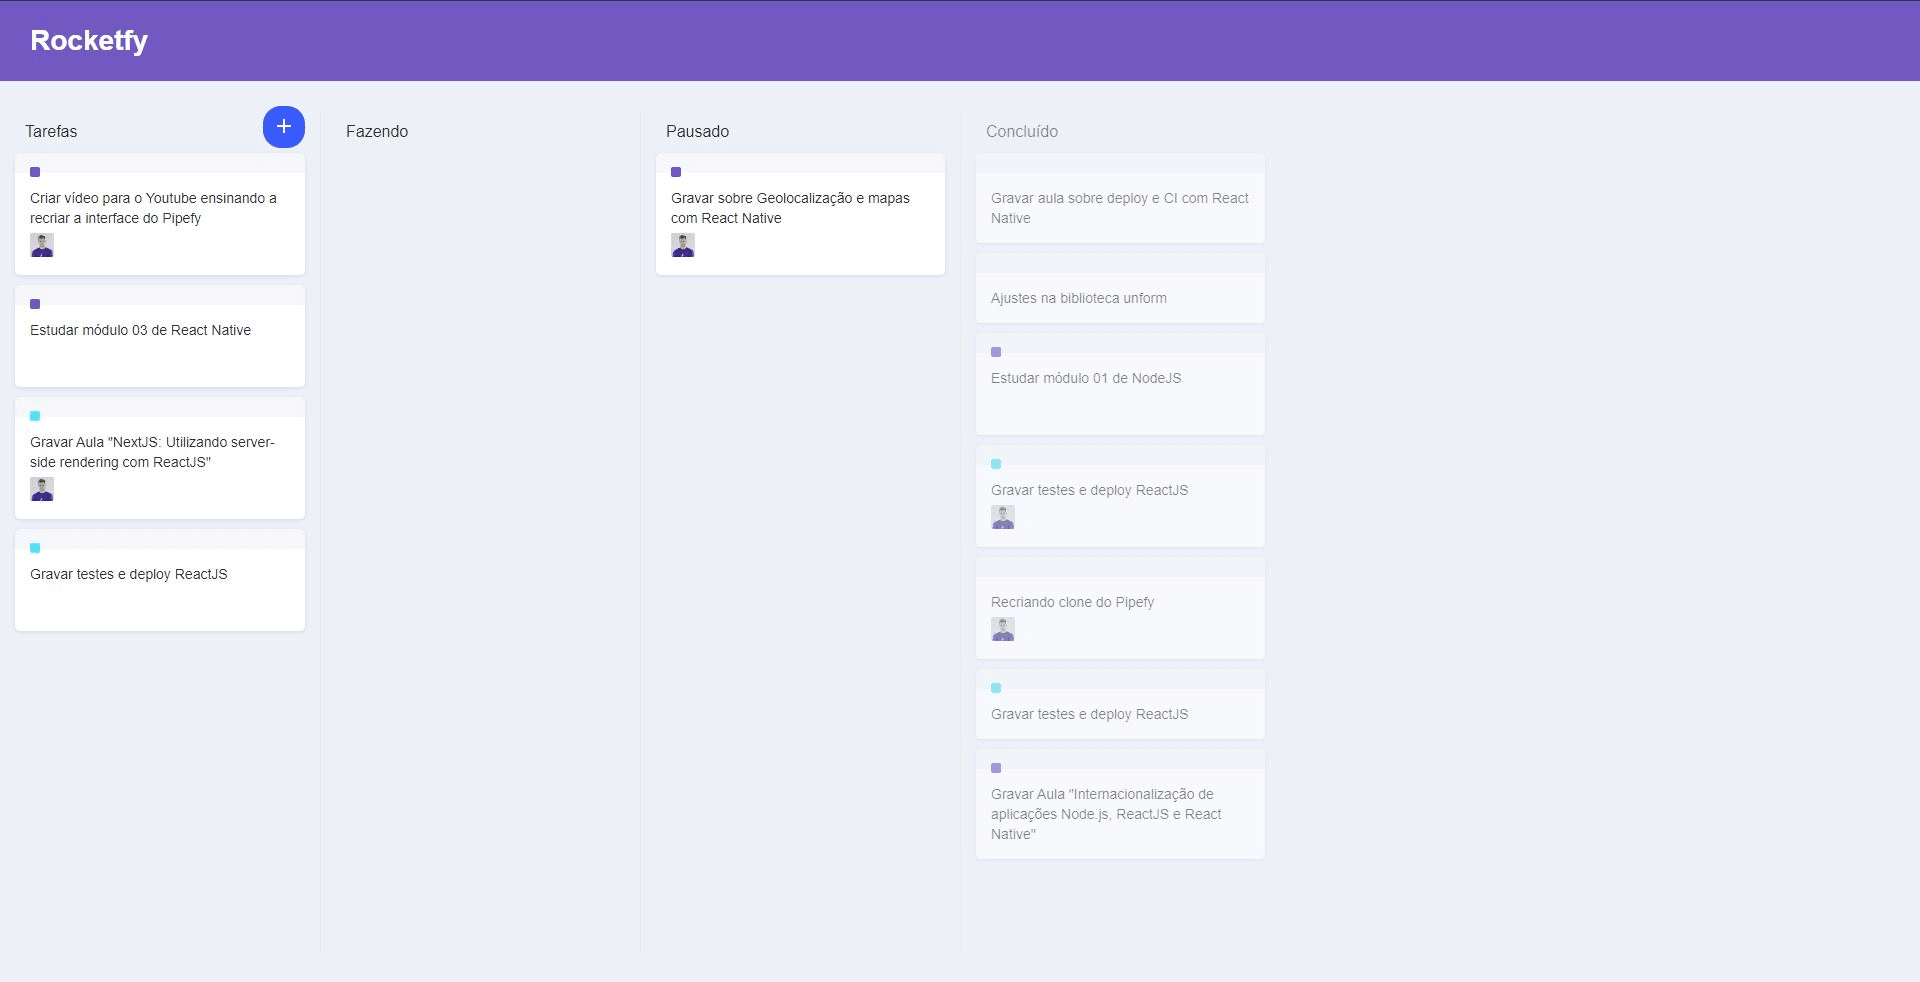 Rocketfy
Tarefas
Criar vídeo para o Youtube ensinando a
recriar a interface do Pipefy
Estudar módulo 03 de React Native
Gravar Aula "NextJS: Utilizando server-
side rendering com ReactJS"
Gravar testes e deploy ReactJS
Fazendo
Pausado
Gravar sobre Geolocalização e mapas
com React Native
Concluído
Gravar aula sobre deploy e CI com React
Native
Ajustes na biblioteca unform
Estudar módulo 01 de NodeJS
Gravar testes e deploy ReactJS
Recriando clone do Pipefy
Gravar testes e deploy ReactJS
Gravar Aula "Internacionalização de
aplicações Node.js, ReactJS e React
Native"